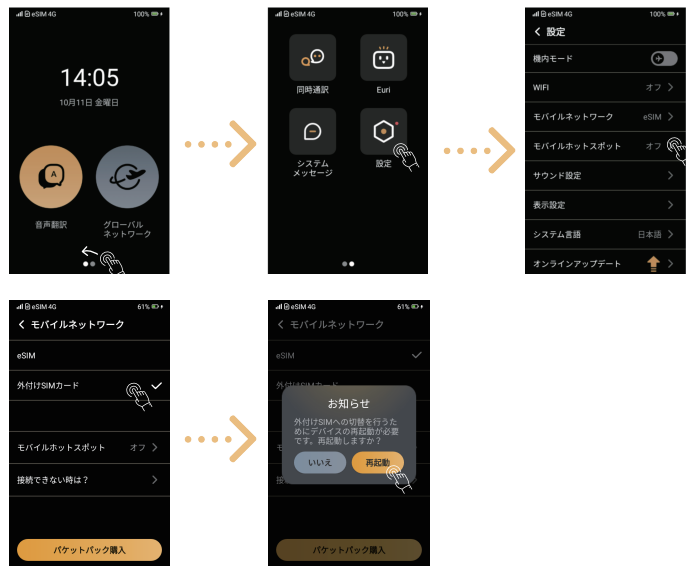 eSIM 4G 100%
14:05
10月11日 金曜日
A
音声翻訳
グローバル
ネットワーク
eSIM 4G 100%
同時通訳
Euri
システム
メッセージ
設定
eSIM 4G 100%
設定
機内モード
WIFI オフ
モバイルネットワーク eSIM
モバイルホットスポット オフ
サウンド設定
表示設定
システム言語 日本語
オンラインアップデート
eSIM 4G 61%
モバイルネットワーク
eSIM
外付けSIMカード
モバイルホットスポット オフ
接続できない時は？
パケットパック購入
eSIM 4G 61%
モバイルネットワーク
eSIM
外付けSIMカード
お知らせ
外付けSIMへの切替を行うた
めにデバイスの再起動が必要
です。再起動しますか？
いいえ 再起動
パケットパック購入